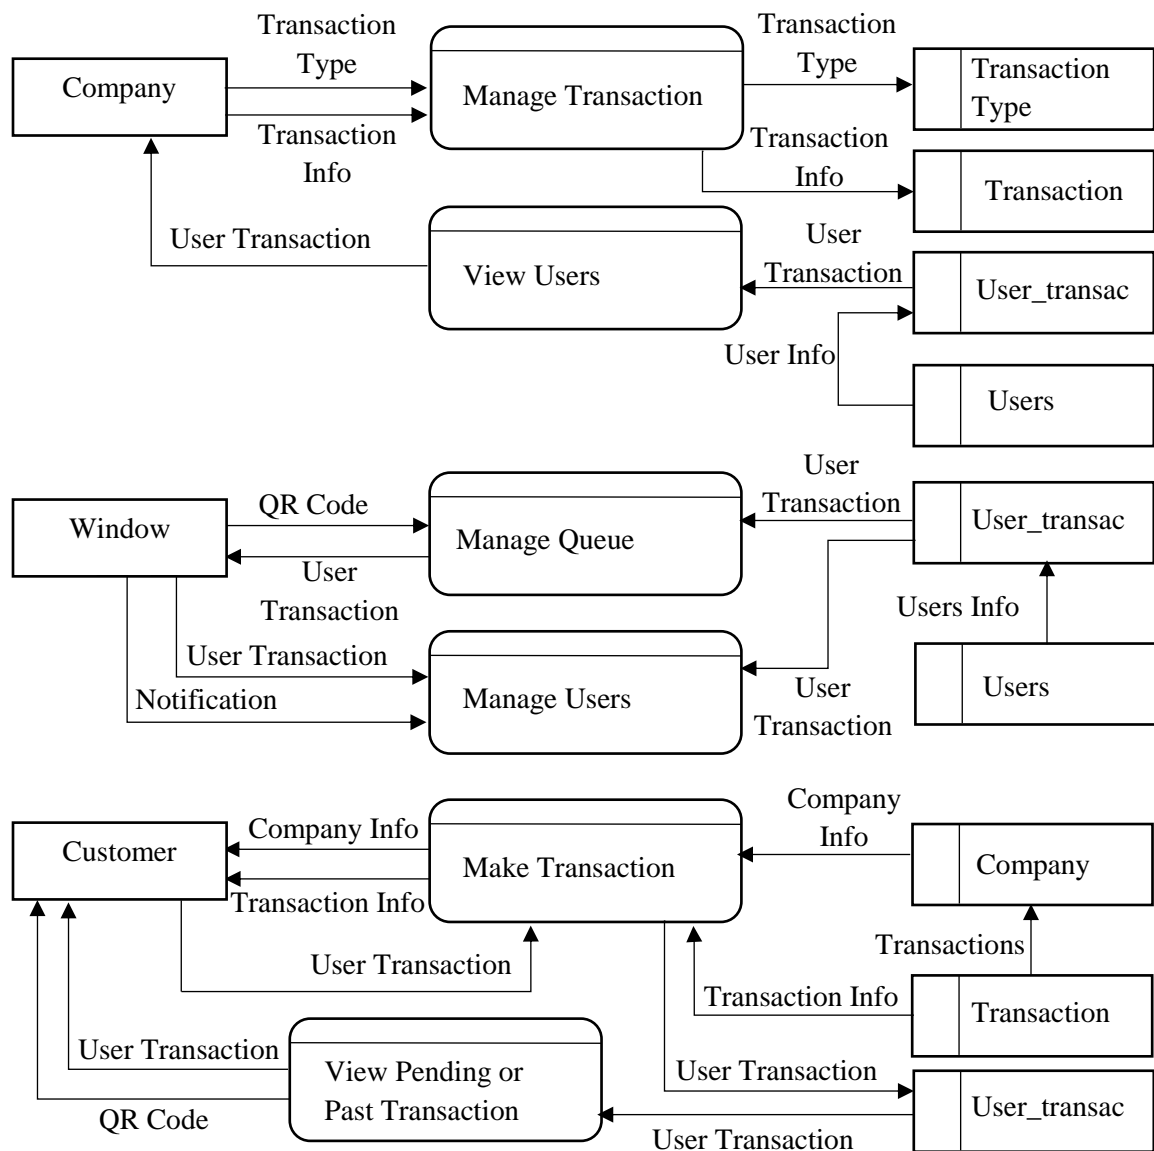 Transaction
Type
Transaction
Type
Company
Manage Transaction
Transaction
Type
Transaction
Info
Transaction
Info
Transaction
User Transaction
View Users
User
Transaction
User_transac
User Info
Users
Window
QR Code
User
Transaction
Manage Queue
User
Transaction
User_transac
Users Info
User Transaction
Notification
Manage Users
User
Transaction
Users
Customer
Company Info
Transaction Info
Make Transaction
Company
Info
Company
User Transaction
Transactions
Transaction Info
Transaction
User Transaction
QR Code
View Pending or
Past Transaction
User Transaction
User_transac
User Transaction